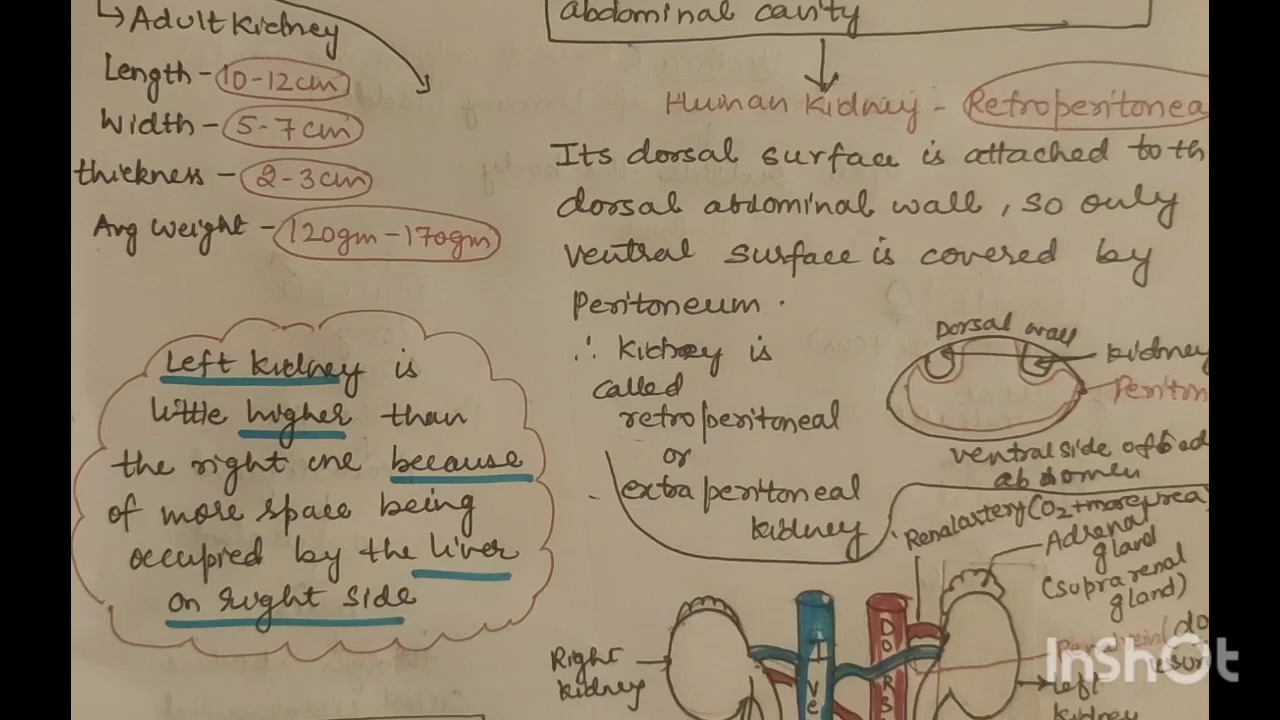 ↳ Adult Kidney
Length - 10-12cm
Width - 5-7cm
thickness - 2-3cm
Avg weight - 120gm - 170gm
Left kidney is
little higher than
the right one because
of more space being
occupied by the liver
on right side
abdominal cavity
Human Kidney - Retroperitonea
Its dorsal surface is attached to th
dorsal abdominal wall, so only
ventral surface is covered by
Peritoneum.
∴ Kidney is
called
retroperitoneal
or
extraperitoneal
kidney
Dorsal wall
kidney
Periton
ventral side of
abdomen
Renal artery (O2 + more urea)
Adrenal
gland
(supra renal
gland)
Right
kidney
I
ve
DORS
left
kidney
InShOt